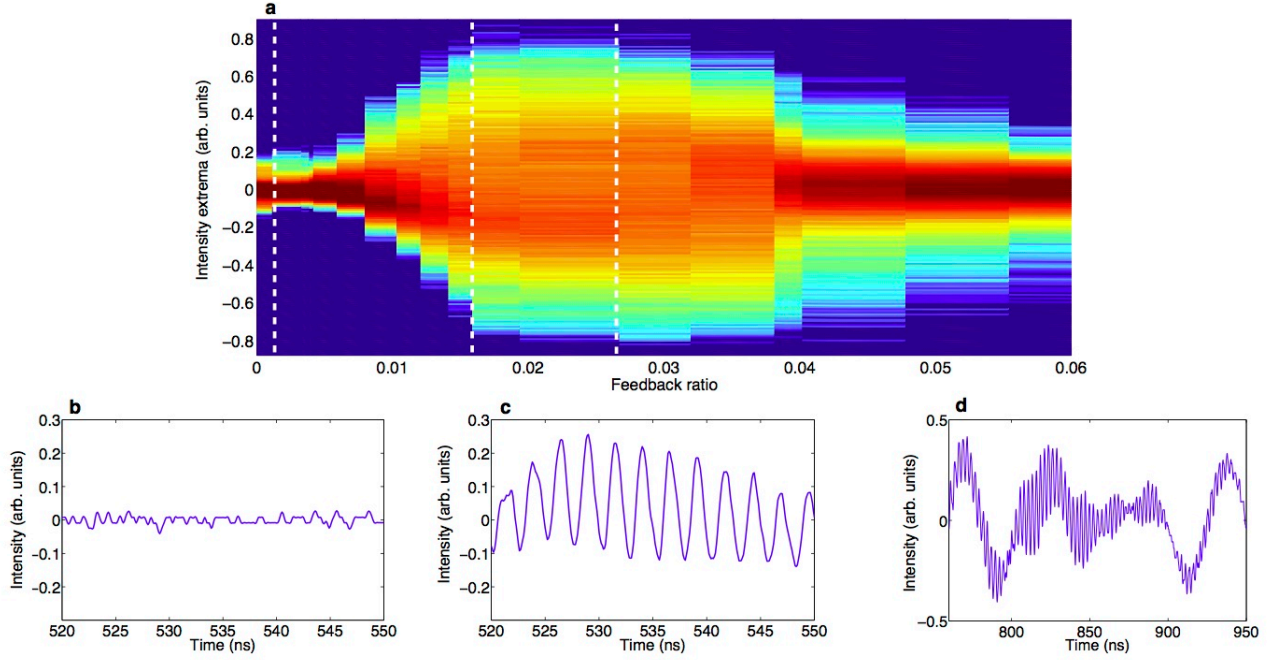 a
Intensity extrema (arb. units)
0.8
0.6
0.4
0.2
0
−0.2
−0.4
−0.6
−0.8
0 0.01 0.02 0.03 0.04 0.05 0.06
Feedback ratio
b
Intensity (arb. units)
0.3
0.2
0.1
0
−0.1
−0.2
520 525 530 535 540 545 550
Time (ns)
c
Intensity (arb. units)
0.3
0.2
0.1
0
−0.1
−0.2
520 525 530 535 540 545 550
Time (ns)
d
Intensity (arb. units)
0.5
0
−0.5
800 850 900 950
Time (ns)